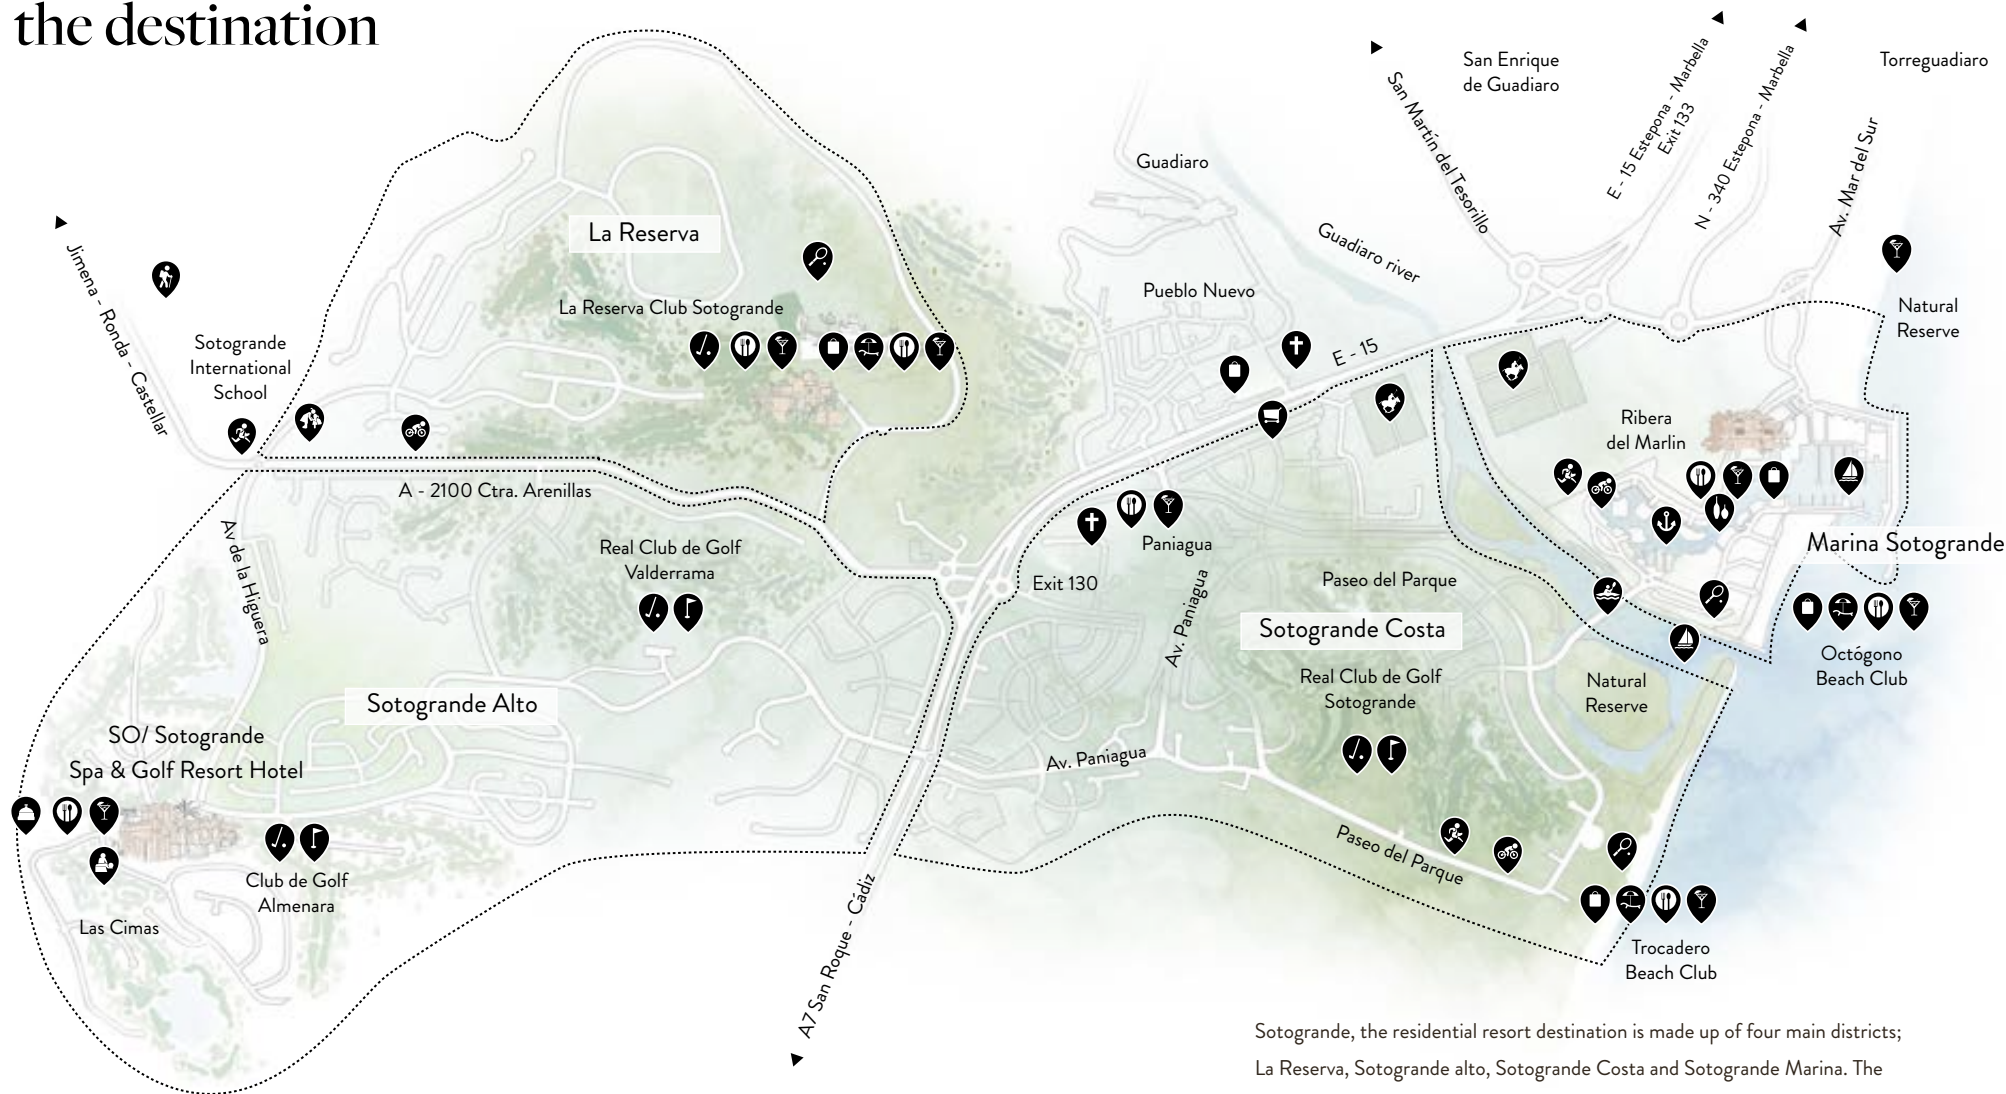 the destination
San Enrique
de Guadiaro
Torreguadiaro
San Martín del Tesorillo
E - 15 Estepona - Marbella
Exit 133
N - 340 Estepona - Marbella
Av. Mar del Sur
Guadiaro
Guadiaro river
La Reserva
Jimena - Ronda - Castellar
La Reserva Club Sotogrande
Pueblo Nuevo
Natural
Reserve
Sotogrande
International
School
E - 15
Ribera
del Marlin
A - 2100 Ctra. Arenillas
Av de la Higuera
Real Club de Golf
Valderrama
Paniagua
Exit 130
Av. Paniagua
Paseo del Parque
Marina Sotogrande
Sotogrande Costa
Octógono
Beach Club
Real Club de Golf
Sotogrande
Natural
Reserve
Sotogrande Alto
SO/ Sotogrande
Spa & Golf Resort Hotel
Av. Paniagua
Paseo del Parque
Club de Golf
Almenara
Las Cimas
A7 San Roque - Cádiz
Trocadero
Beach Club
Sotogrande, the residential resort destination is made up of four main districts;
La Reserva, Sotogrande alto, Sotogrande Costa and Sotogrande Marina. The